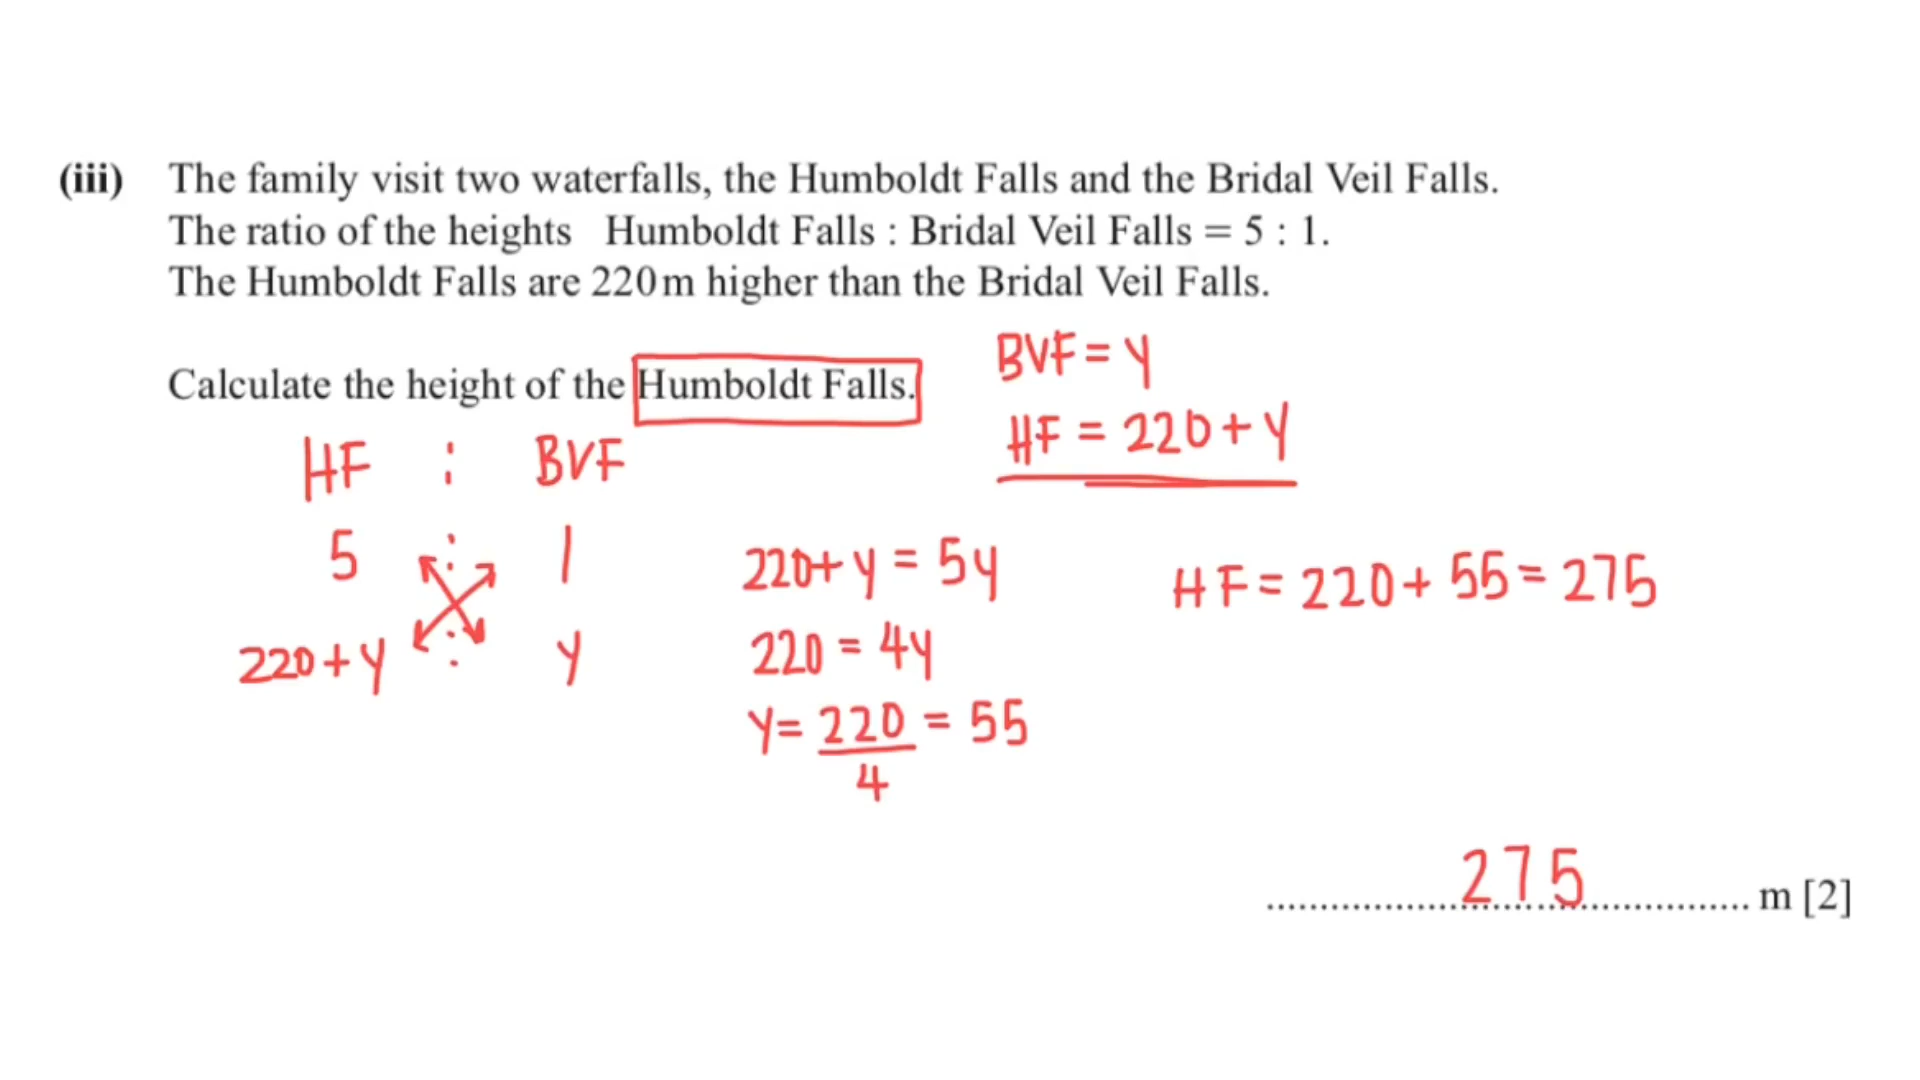 (iii) The family visit two waterfalls, the Humboldt Falls and the Bridal Veil Falls.
The ratio of the heights Humboldt Falls : Bridal Veil Falls = 5 : 1.
The Humboldt Falls are 220 m higher than the Bridal Veil Falls.
Calculate the height of the Humboldt Falls.
BVF = y
HF = 220 + y
HF : BVF
5 : 1
220 + y : y
220 + y = 5y
220 = 4y
y = 220/4 = 55
HF = 220 + 55 = 275
275 m [2]